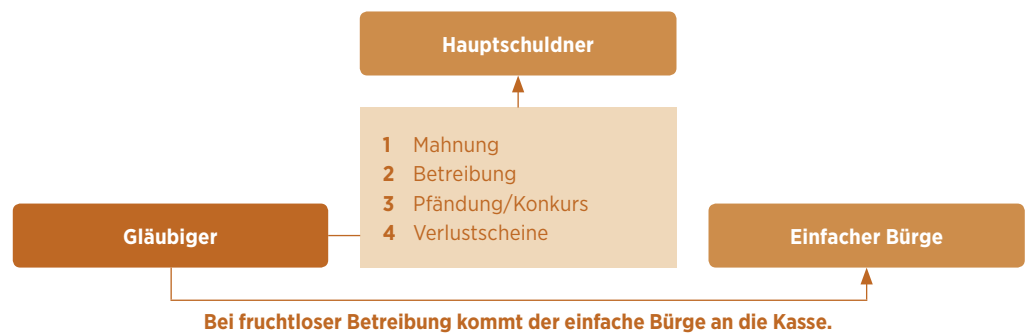 Hauptschuldner
1 Mahnung
2 Betreibung
3 Pfändung/Konkurs
4 Verlustscheine
Gläubiger
Einfacher Bürge
Bei fruchtloser Betreibung kommt der einfache Bürge an die Kasse.